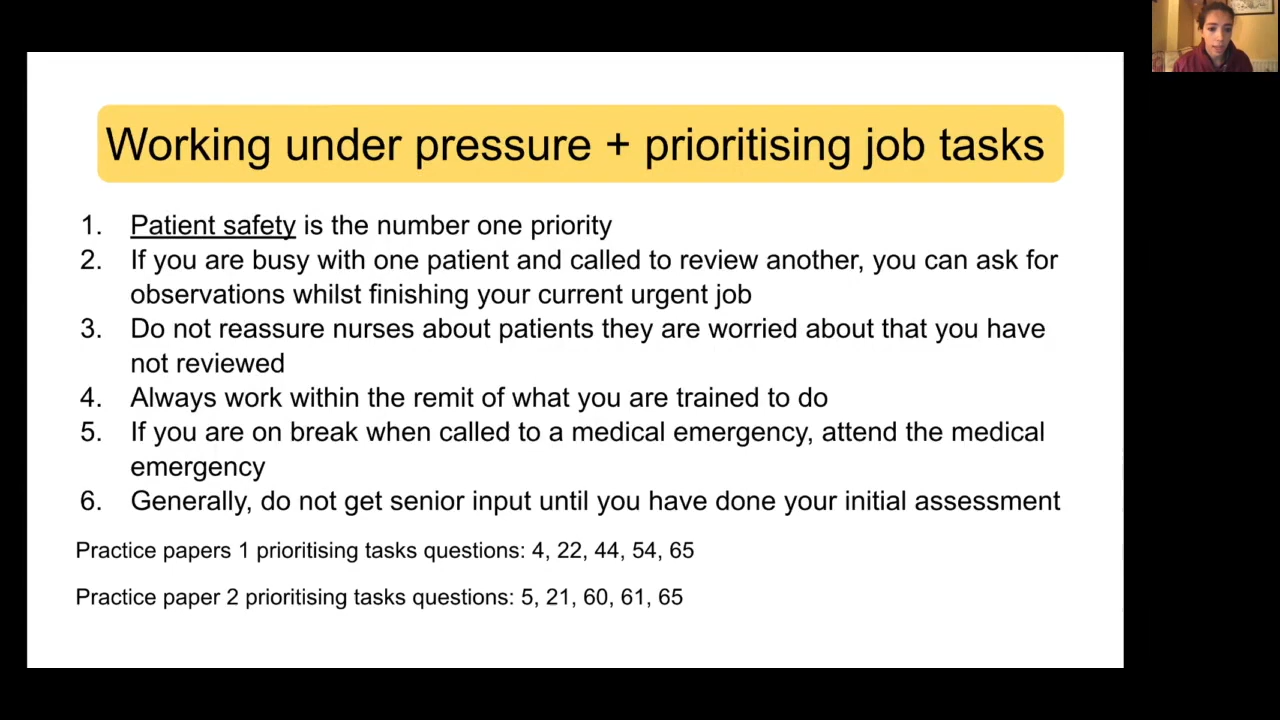 Working under pressure + prioritising job tasks
1. Patient safety is the number one priority
2. If you are busy with one patient and called to review another, you can ask for
observations whilst finishing your current urgent job
3. Do not reassure nurses about patients they are worried about that you have
not reviewed
4. Always work within the remit of what you are trained to do
5. If you are on break when called to a medical emergency, attend the medical
emergency
6. Generally, do not get senior input until you have done your initial assessment
Practice papers 1 prioritising tasks questions: 4, 22, 44, 54, 65
Practice paper 2 prioritising tasks questions: 5, 21, 60, 61, 65